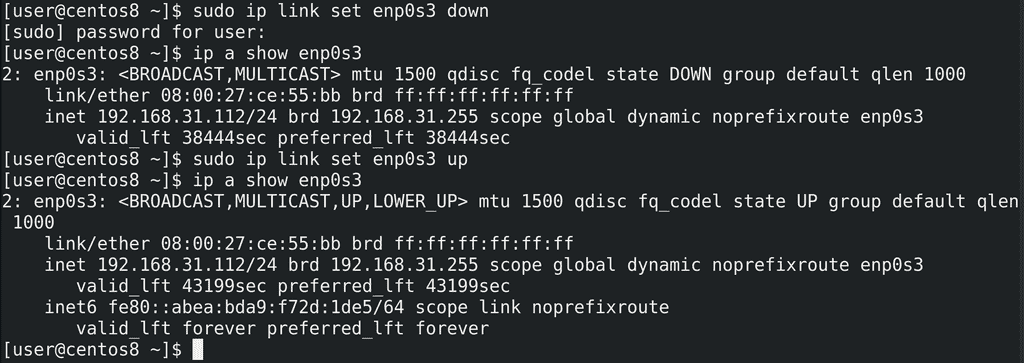 [user@centos8 ~]$ sudo ip link set enp0s3 down
[sudo] password for user:
[user@centos8 ~]$ ip a show enp0s3
2: enp0s3: <BROADCAST,MULTICAST> mtu 1500 qdisc fq_codel state DOWN group default qlen 1000
    link/ether 08:00:27:ce:55:bb brd ff:ff:ff:ff:ff:ff
    inet 192.168.31.112/24 brd 192.168.31.255 scope global dynamic noprefixroute enp0s3
       valid_lft 38444sec preferred_lft 38444sec
[user@centos8 ~]$ sudo ip link set enp0s3 up
[user@centos8 ~]$ ip a show enp0s3
2: enp0s3: <BROADCAST,MULTICAST,UP,LOWER_UP> mtu 1500 qdisc fq_codel state UP group default qlen
 1000
    link/ether 08:00:27:ce:55:bb brd ff:ff:ff:ff:ff:ff
    inet 192.168.31.112/24 brd 192.168.31.255 scope global dynamic noprefixroute enp0s3
       valid_lft 43199sec preferred_lft 43199sec
    inet6 fe80::abea:bda9:f72d:1de5/64 scope link noprefixroute
       valid_lft forever preferred_lft forever
[user@centos8 ~]$